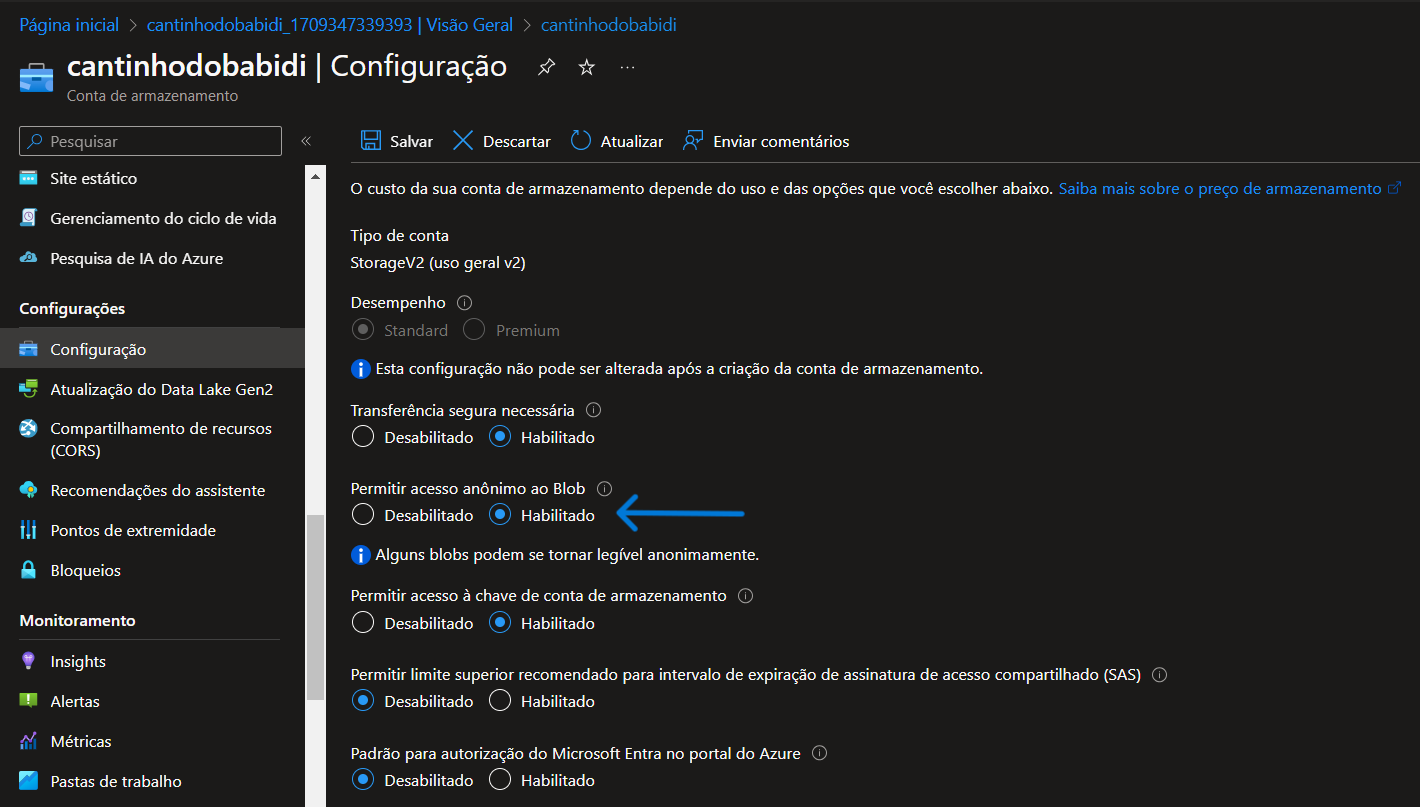 Página inicial > cantinhodobabidi_1709347339393 | Visão Geral > cantinhodobabidi
cantinhodobabidi | Configuração
Conta de armazenamento
Pesquisar
Site estático
Gerenciamento do ciclo de vida
Pesquisa de IA do Azure
Configurações
Configuração
Atualização do Data Lake Gen2
Compartilhamento de recursos
(CORS)
Recomendações do assistente
Pontos de extremidade
Bloqueios
Monitoramento
Insights
Alertas
Métricas
Pastas de trabalho
Salvar Descartar Atualizar Enviar comentários
O custo da sua conta de armazenamento depende do uso e das opções que você escolher abaixo. Saiba mais sobre o preço de armazenamento
Tipo de conta
StorageV2 (uso geral v2)
Desempenho
Standard Premium
Esta configuração não pode ser alterada após a criação da conta de armazenamento.
Transferência segura necessária
Desabilitado Habilitado
Permitir acesso anônimo ao Blob
Desabilitado Habilitado
Alguns blobs podem se tornar legível anonimamente.
Permitir acesso à chave de conta de armazenamento
Desabilitado Habilitado
Permitir limite superior recomendado para intervalo de expiração de assinatura de acesso compartilhado (SAS)
Desabilitado Habilitado
Padrão para autorização do Microsoft Entra no portal do Azure
Desabilitado Habilitado